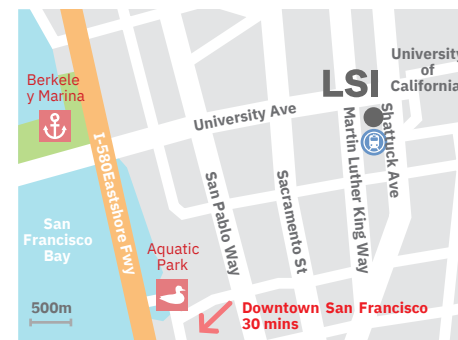 University
of
California
LSI
Berkele
y Marina
University Ave
Shattuck Ave
Martin Luther King Way
I-580Eastshore Fwy
San Pablo Way
Sacramento St
San
Francisco
Bay
Aquatic
Park
500m
Downtown San Francisco
30 mins